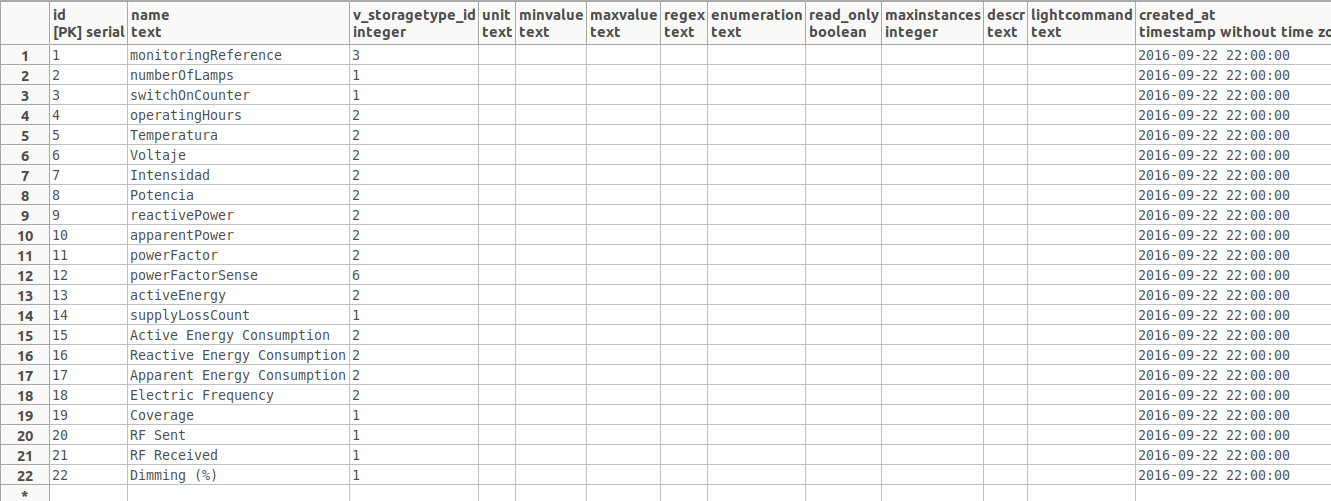 id name v_storagetype_id unit minvalue maxvalue regex enumeration read_only maxinstances descr lightcommand created_at
[PK] serial text integer text text text text text boolean integer text text timestamp without time zo
1 1 monitoringReference 3 2016-09-22 22:00:00
2 2 numberOfLamps 1 2016-09-22 22:00:00
3 3 switchOnCounter 1 2016-09-22 22:00:00
4 4 operatingHours 2 2016-09-22 22:00:00
5 5 Temperatura 2 2016-09-22 22:00:00
6 6 Voltaje 2 2016-09-22 22:00:00
7 7 Intensidad 2 2016-09-22 22:00:00
8 8 Potencia 2 2016-09-22 22:00:00
9 9 reactivePower 2 2016-09-22 22:00:00
10 10 apparentPower 2 2016-09-22 22:00:00
11 11 powerFactor 2 2016-09-22 22:00:00
12 12 powerFactorSense 6 2016-09-22 22:00:00
13 13 activeEnergy 2 2016-09-22 22:00:00
14 14 supplyLossCount 1 2016-09-22 22:00:00
15 15 Active Energy Consumption 2 2016-09-22 22:00:00
16 16 Reactive Energy Consumption 2 2016-09-22 22:00:00
17 17 Apparent Energy Consumption 2 2016-09-22 22:00:00
18 18 Electric Frequency 2 2016-09-22 22:00:00
19 19 Coverage 1 2016-09-22 22:00:00
20 20 RF Sent 1 2016-09-22 22:00:00
21 21 RF Received 1 2016-09-22 22:00:00
22 22 Dimming (%) 1 2016-09-22 22:00:00
*